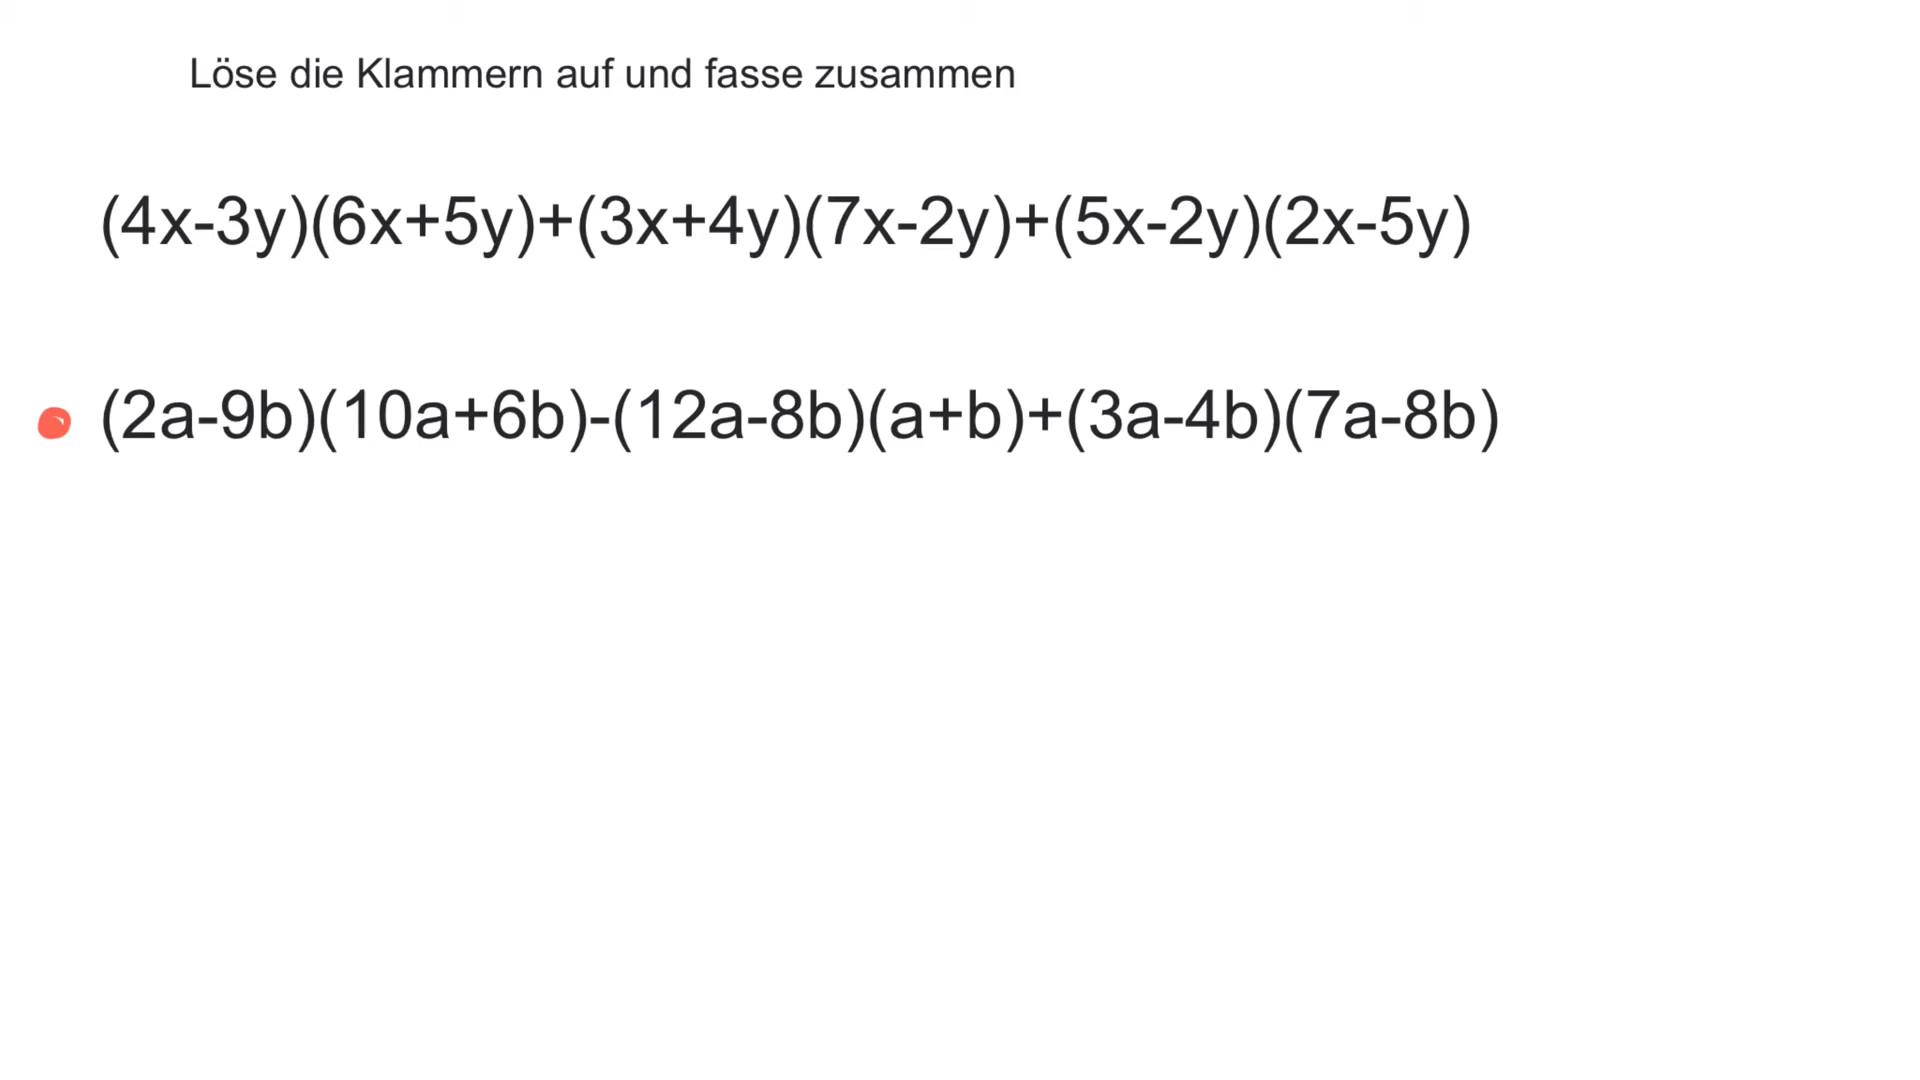 Löse die Klammern auf und fasse zusammen
(4x-3y)(6x+5y)+(3x+4y)(7x-2y)+(5x-2y)(2x-5y)
(2a-9b)(10a+6b)-(12a-8b)(a+b)+(3a-4b)(7a-8b)